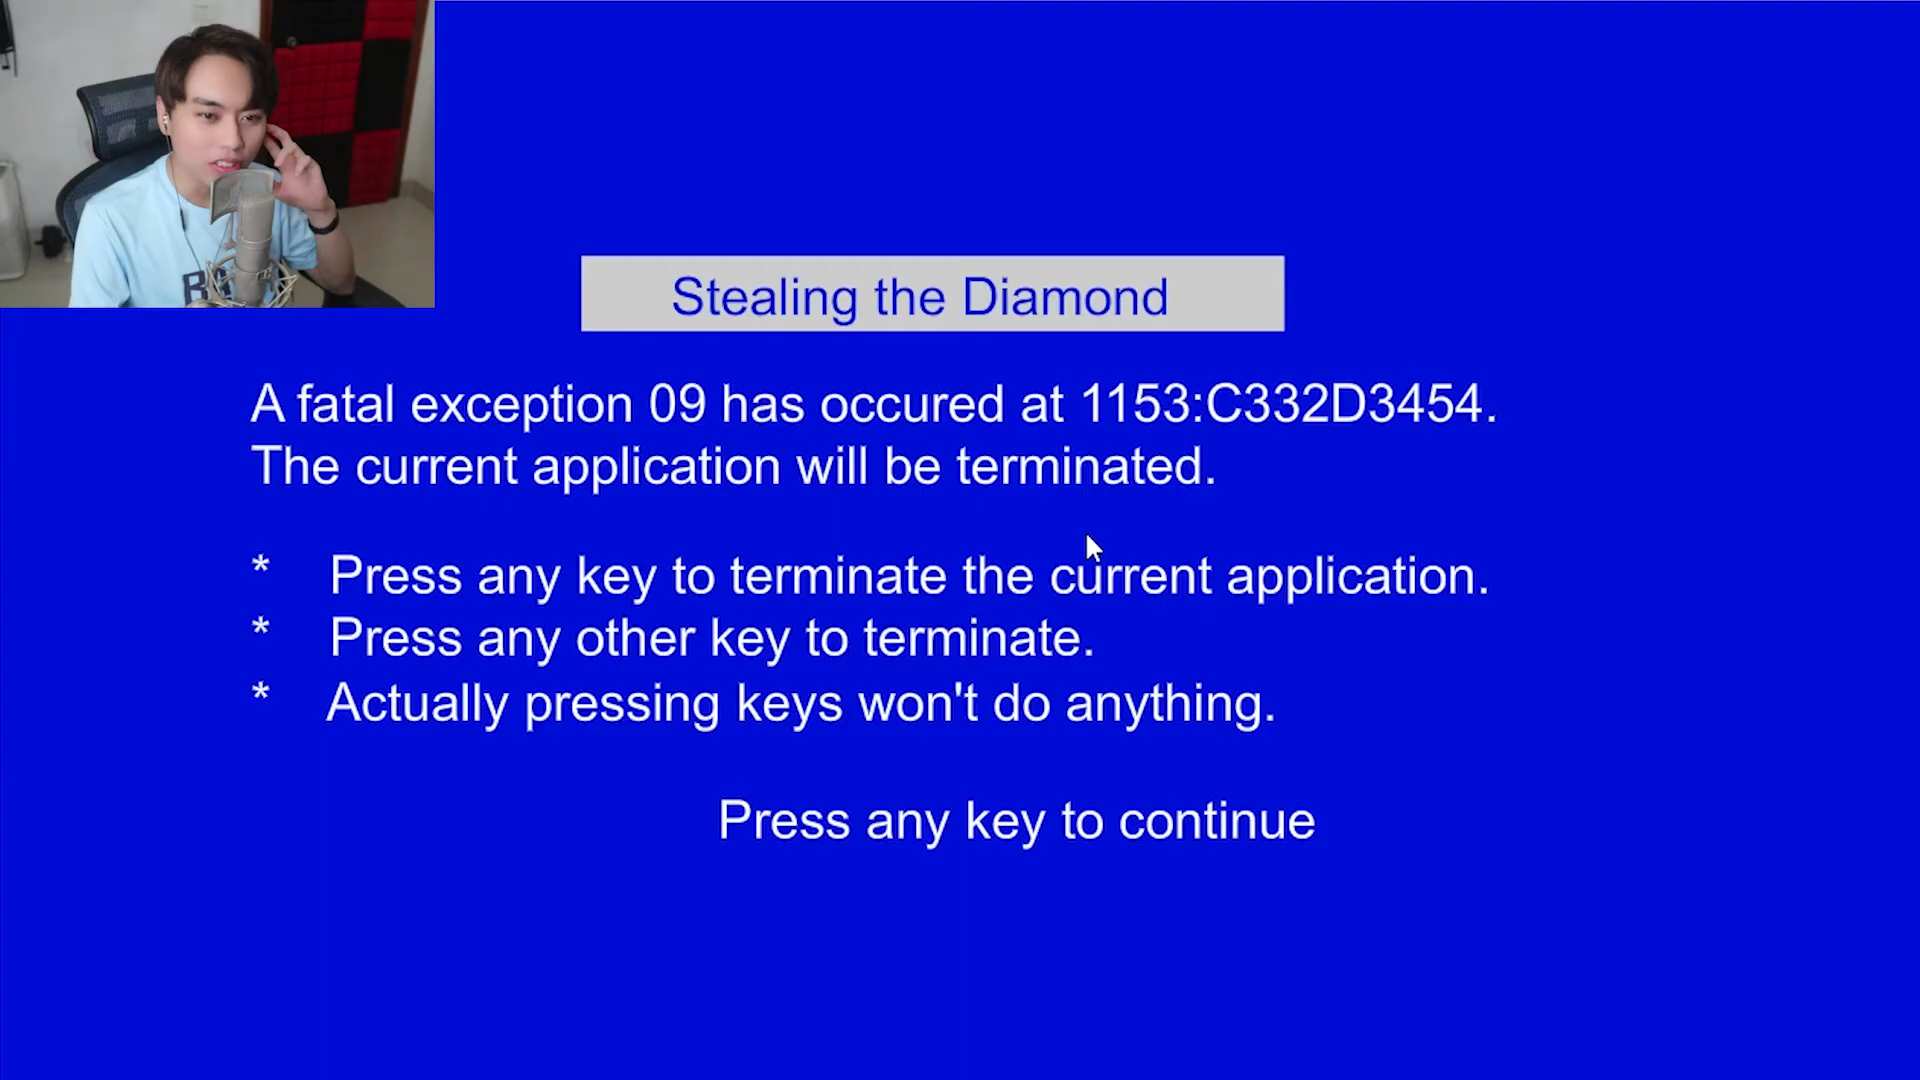 Stealing the Diamond
A fatal exception 09 has occured at 1153:C332D3454.
The current application will be terminated.
* Press any key to terminate the current application.
* Press any other key to terminate.
* Actually pressing keys won't do anything.
Press any key to continue